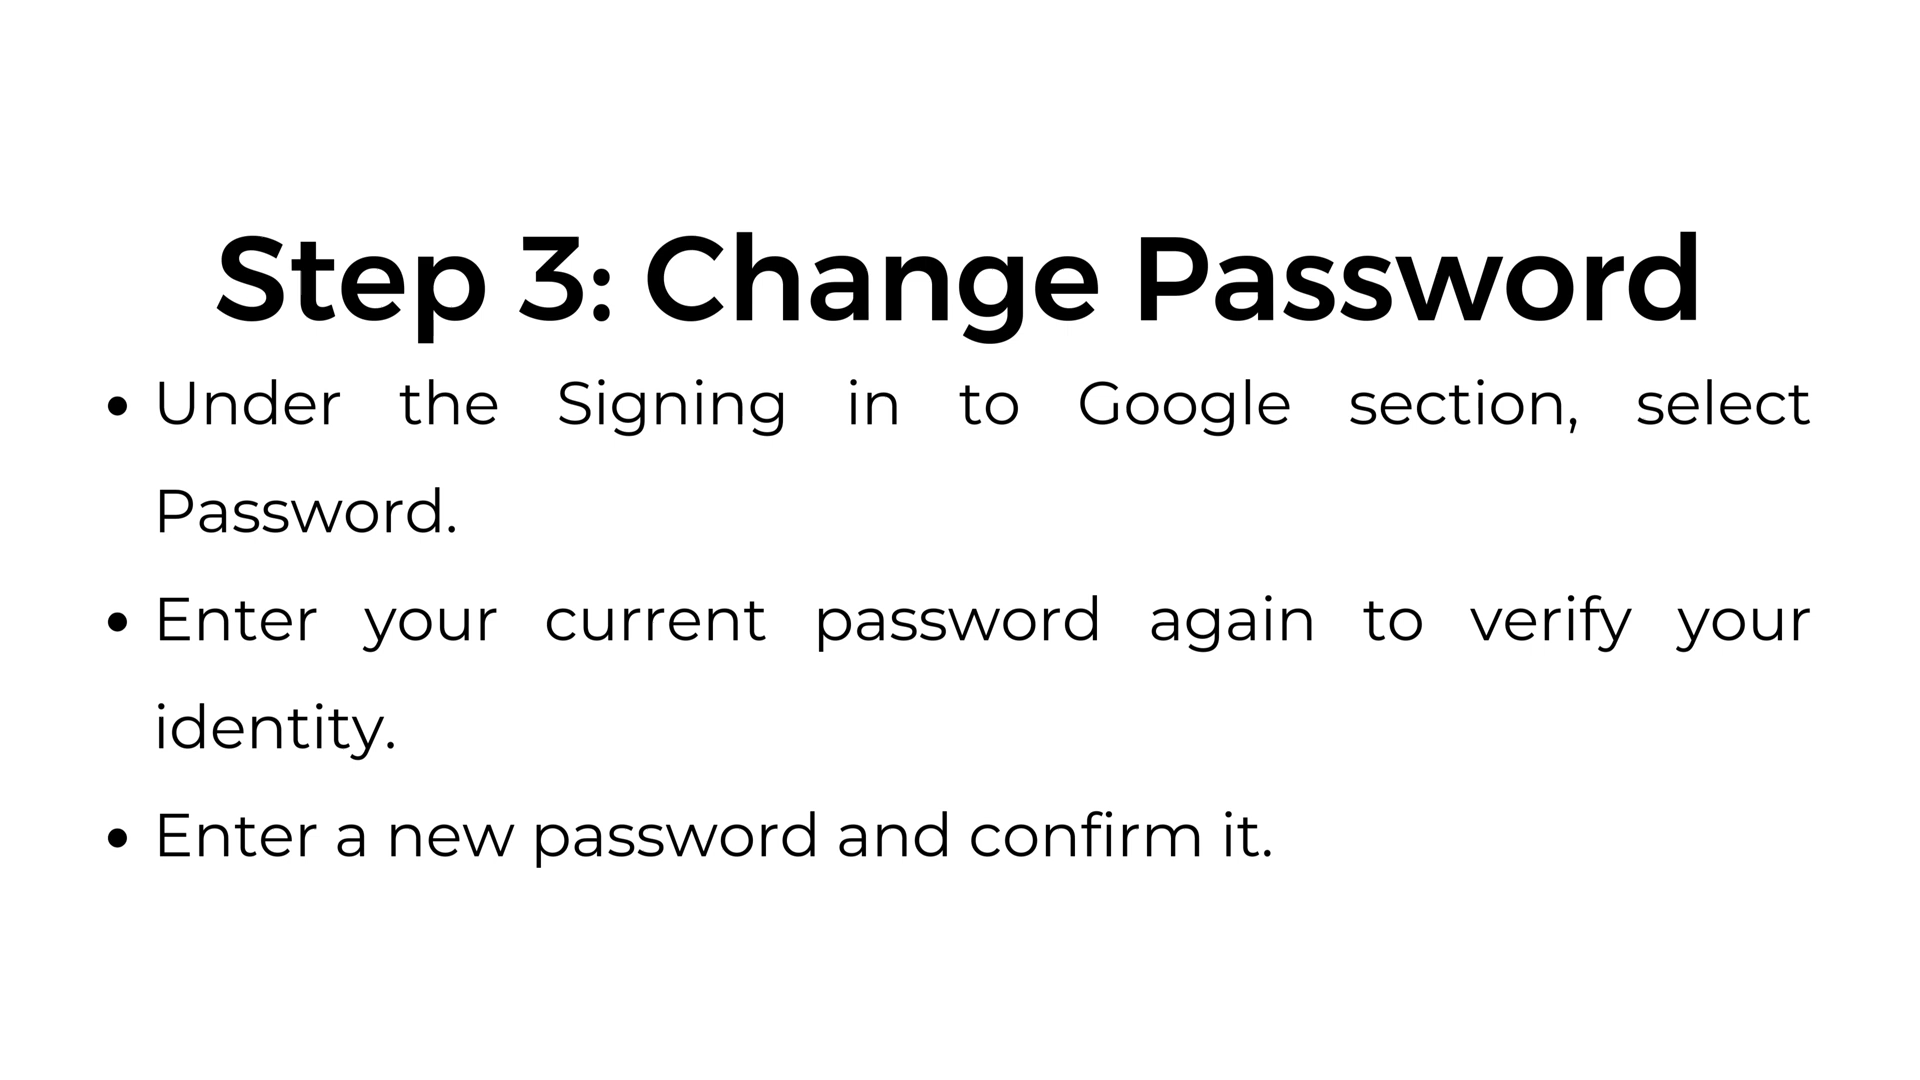 Step 3: Change Password
• Under the Signing in to Google section, select
Password.
• Enter your current password again to verify your
identity.
• Enter a new password and confirm it.